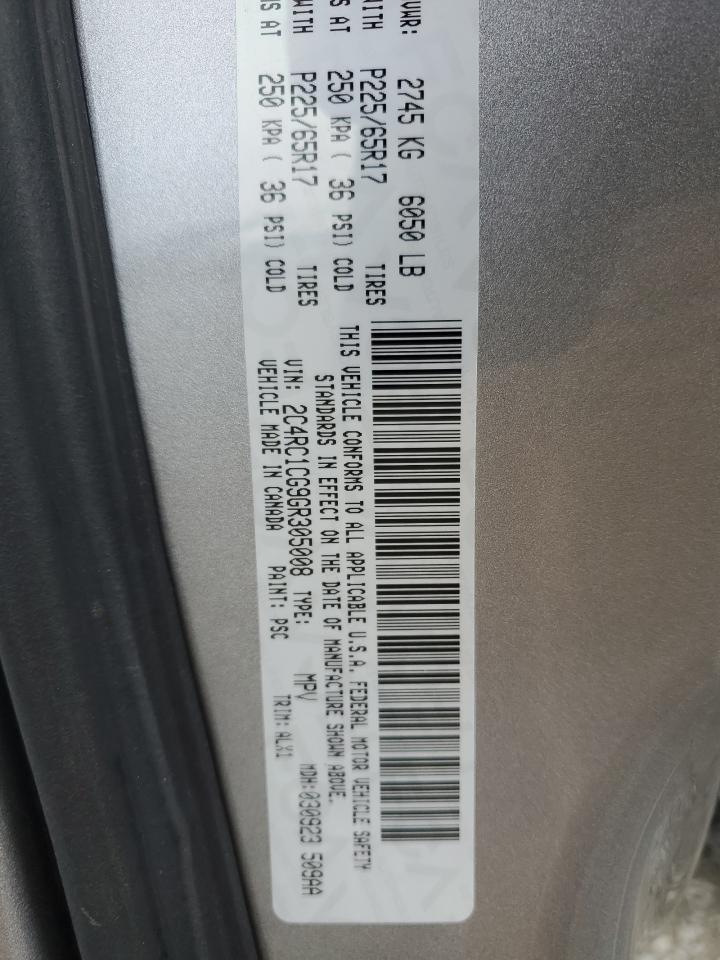 VWR: 2745 KG 6050 LB
WITH P225/65R17 TIRES
S AT 250 KPA ( 36 PSI) COLD
WITH P225/65R17 TIRES
S AT 250 KPA ( 36 PSI) COLD
THIS VEHICLE CONFORMS TO ALL APPLICABLE U.S.A. FEDERAL MOTOR VEHICLE SAFETY
STANDARDS IN EFFECT ON THE DATE OF MANUFACTURE SHOWN ABOVE.
VIN: 2C4RC1CG9GR305008 TYPE: MPV MDH:030923 509AA
VEHICLE MADE IN CANADA PAINT: PSC TRIM: ALX1